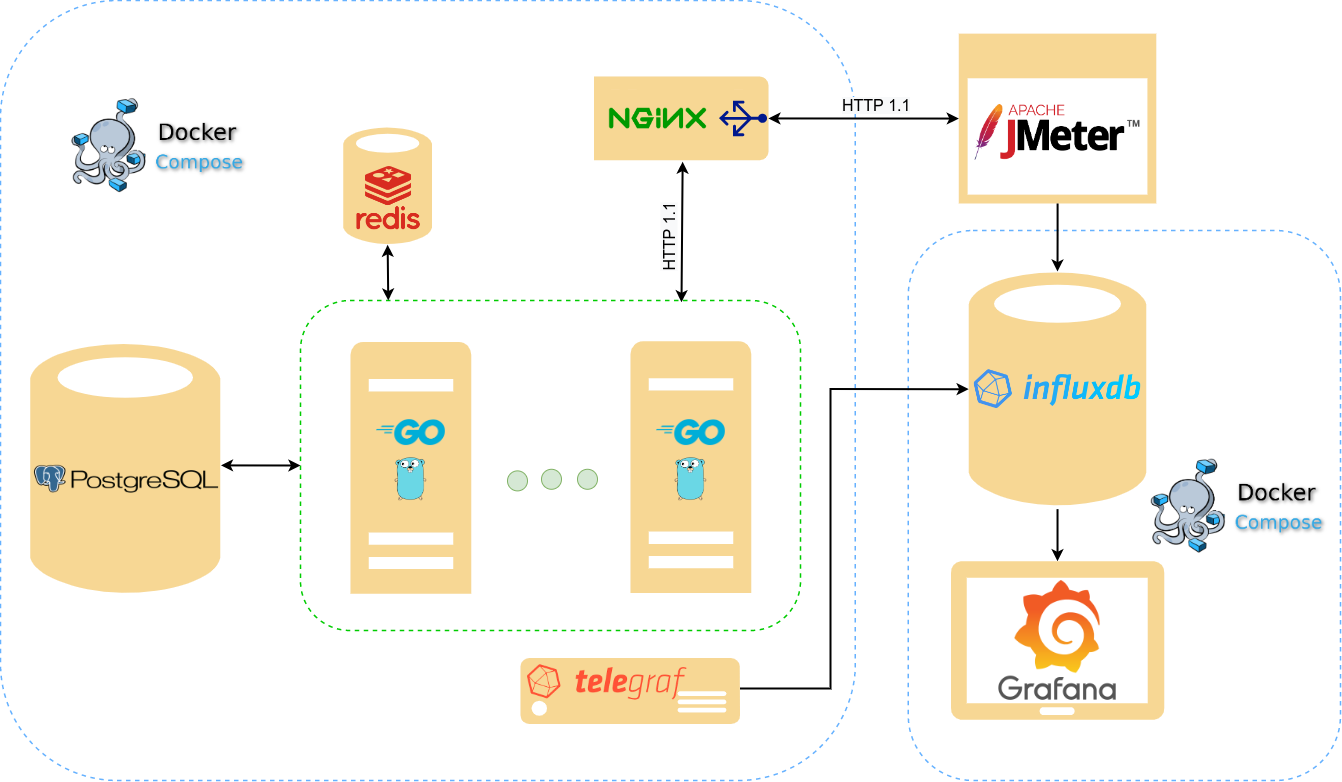 Docker
Compose
redis
NGINX
HTTP 1.1
APACHE
JMeter™
HTTP 1.1
PostgreSQL
GO
GO
influxdb
Docker
Compose
telegraf
Grafana